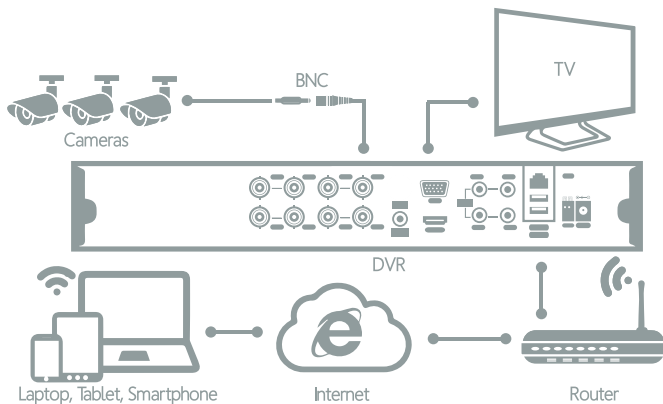 BNC
TV
Cameras
DVR
Laptop, Tablet, Smartphone
Internet
Router